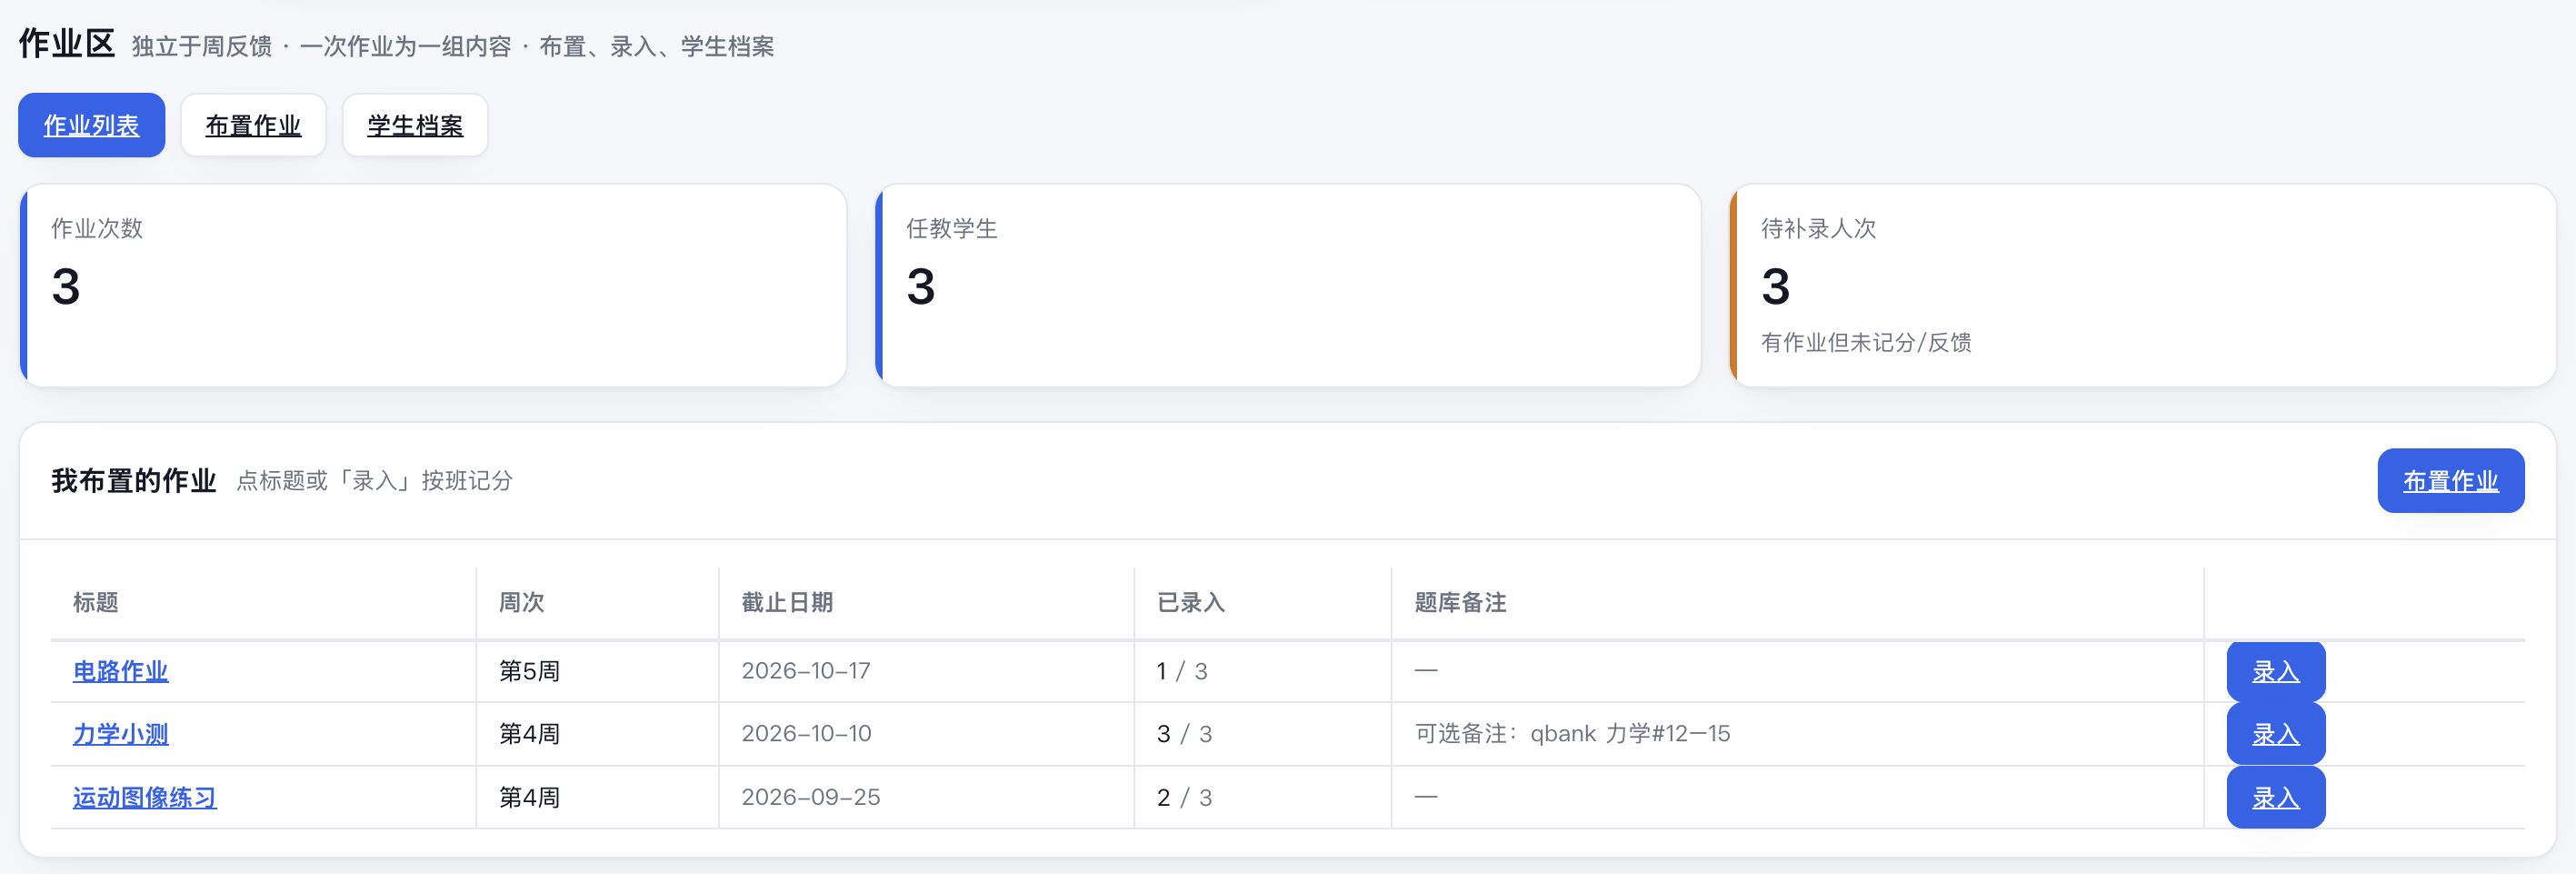 作业区 独立于周反馈 · 一次作业为一组内容 · 布置、录入、学生档案
作业列表 布置作业 学生档案
作业次数 任教学生 待补录人次
3 3 3
有作业但未记分/反馈
我布置的作业 点标题或「录入」按班记分 布置作业
标题 周次 截止日期 已录入 题库备注
电路作业 第5周 2026-10-17 1 / 3 — 录入
力学小测 第4周 2026-10-10 3 / 3 可选备注：qbank 力学#12—15 录入
运动图像练习 第4周 2026-09-25 2 / 3 — 录入